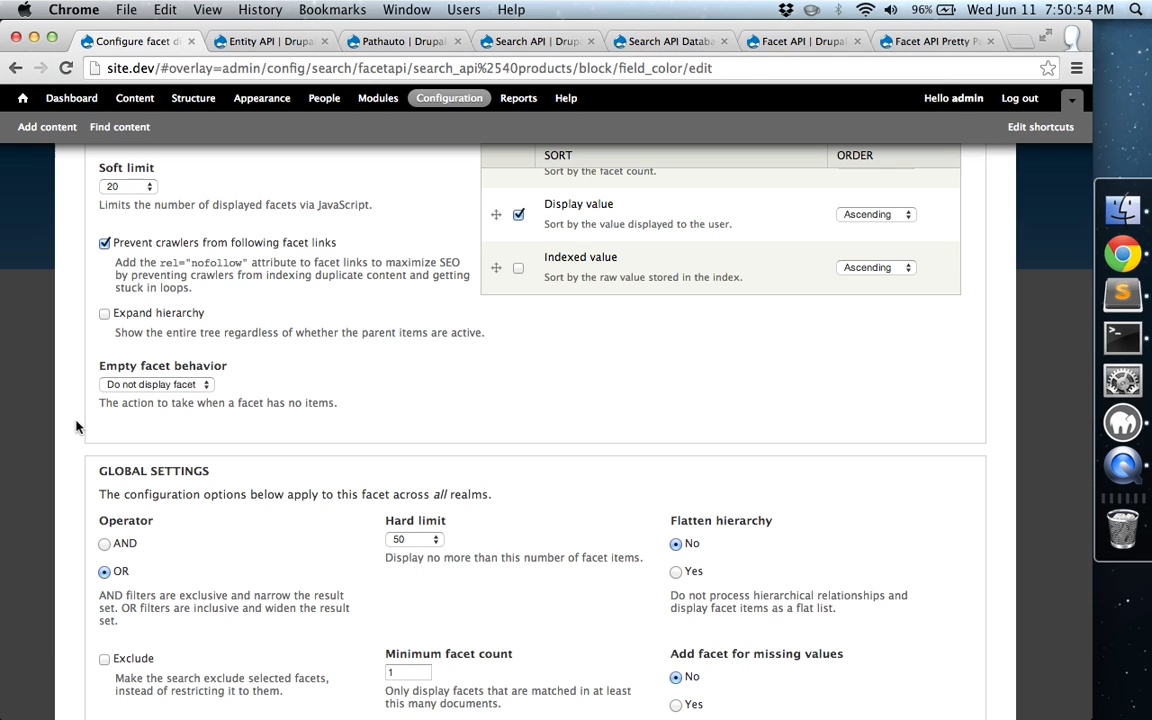 Chrome File Edit View History Bookmarks Window Users Help 96% Wed Jun 11 7:50:54 PM
Configure facet d Entity API | Drupal Pathauto | Drupal Search API | Drup Search API Datab Facet API | Drupal Facet API Pretty P
site.dev/#overlay=admin/config/search/facetapi/search_api%2540products/block/field_color/edit
Dashboard Content Structure Appearance People Modules Configuration Reports Help Hello admin Log out
Add content Find content Edit shortcuts
SORT ORDER
Soft limit
Sort by the facet count.
20
Limits the number of displayed facets via JavaScript.
Display value
Ascending
Sort by the value displayed to the user.
Prevent crawlers from following facet links
Add the rel="nofollow" attribute to facet links to maximize SEO
by preventing crawlers from indexing duplicate content and getting
stuck in loops.
Indexed value
Ascending
Sort by the raw value stored in the index.
Expand hierarchy
Show the entire tree regardless of whether the parent items are active.
Empty facet behavior
Do not display facet
The action to take when a facet has no items.
GLOBAL SETTINGS
The configuration options below apply to this facet across all realms.
Operator
AND
OR
AND filters are exclusive and narrow the result
set. OR filters are inclusive and widen the result
set.
Hard limit
50
Display no more than this number of facet items.
Flatten hierarchy
No
Yes
Do not process hierarchical relationships and
display facet items as a flat list.
Exclude
Make the search exclude selected facets,
instead of restricting it to them.
Minimum facet count
1
Only display facets that are matched in at least
this many documents.
Add facet for missing values
No
Yes